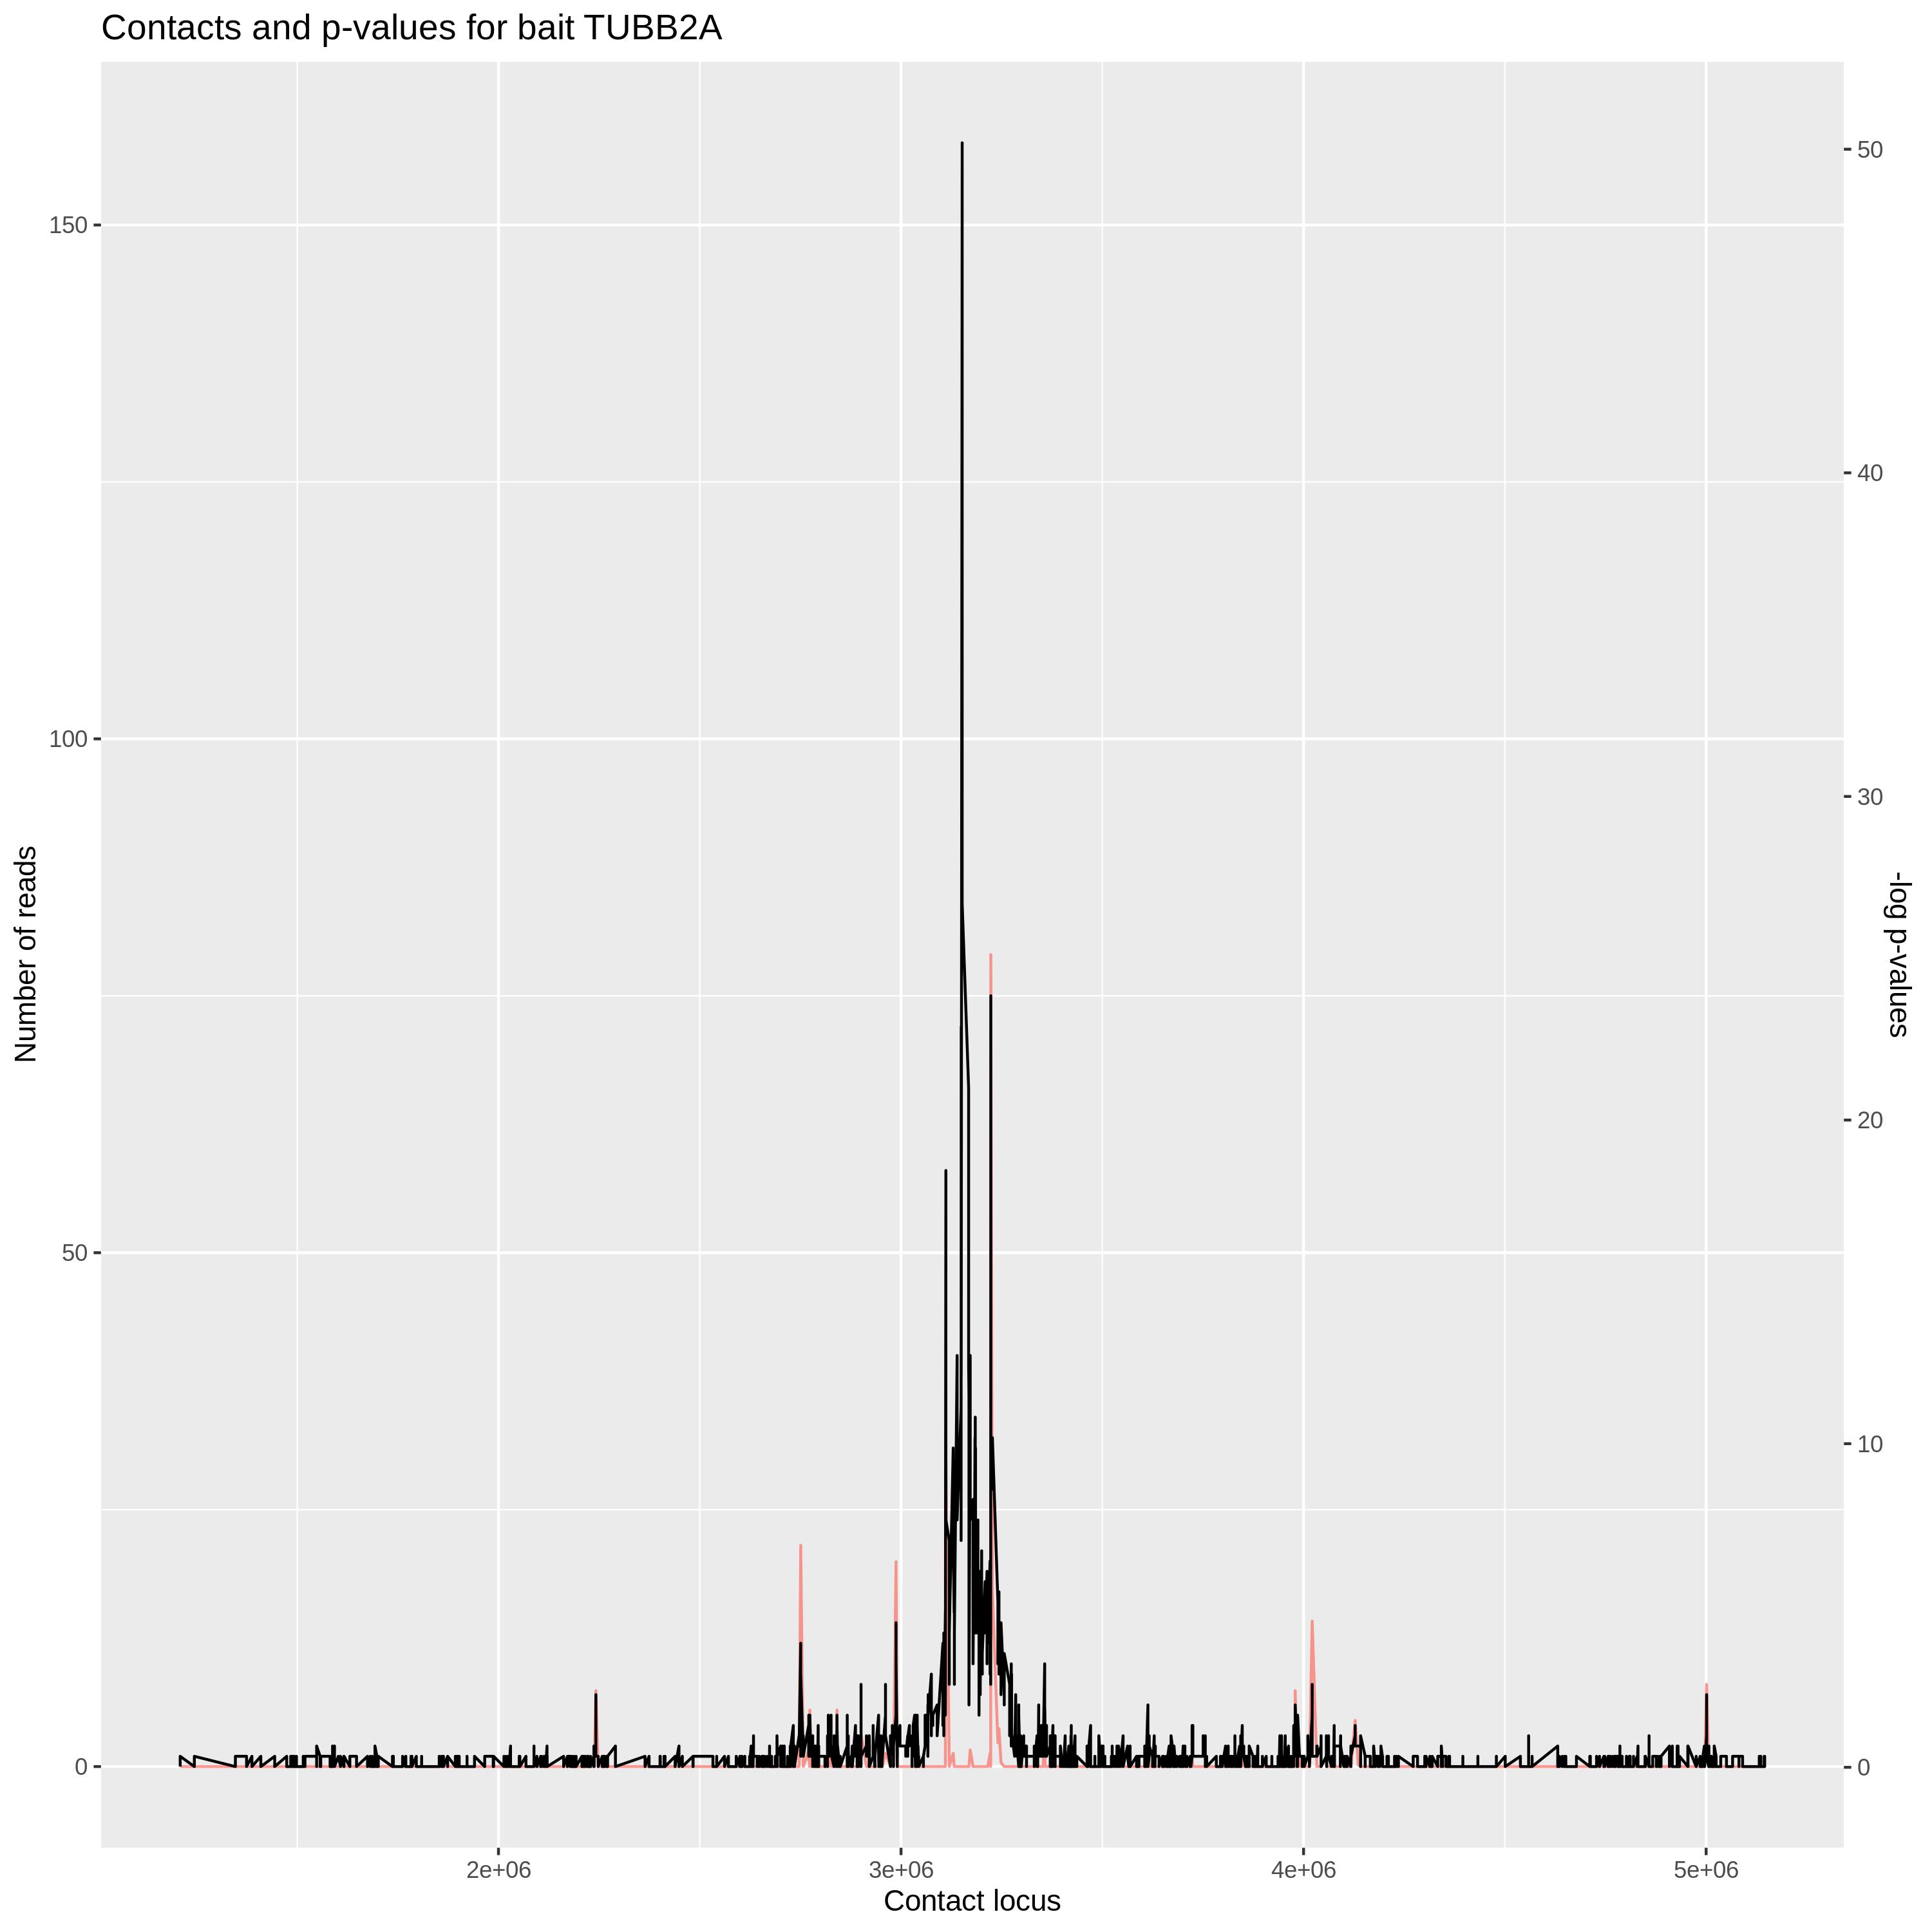 Contacts and p-values for bait TUBB2A
150
100
50
0
Number of reads
50
40
30
20
10
0
-log p-values
2e+06
3e+06
4e+06
5e+06
Contact locus